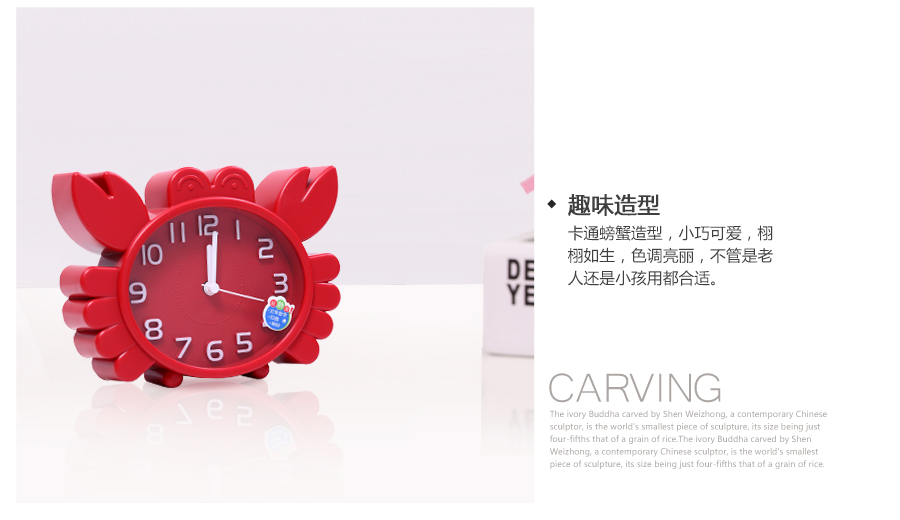 12
11
1
10
2
9
3
8
7
6
5
DE
YE
趣味造型
卡通螃蟹造型，小巧可爱，栩
栩如生，色调亮丽，不管是老
人还是小孩用都合适。
CARVING
The ivory Buddha carved by Shen Weizhong, a contemporary Chinese
sculptor, is the world's smallest piece of sculpture, its size being just
four-fifths that of a grain of rice.The ivory Buddha carved by Shen
Weizhong, a contemporary Chinese sculptor, is the world's smallest
piece of sculpture, its size being just four-fifths that of a grain of rice.